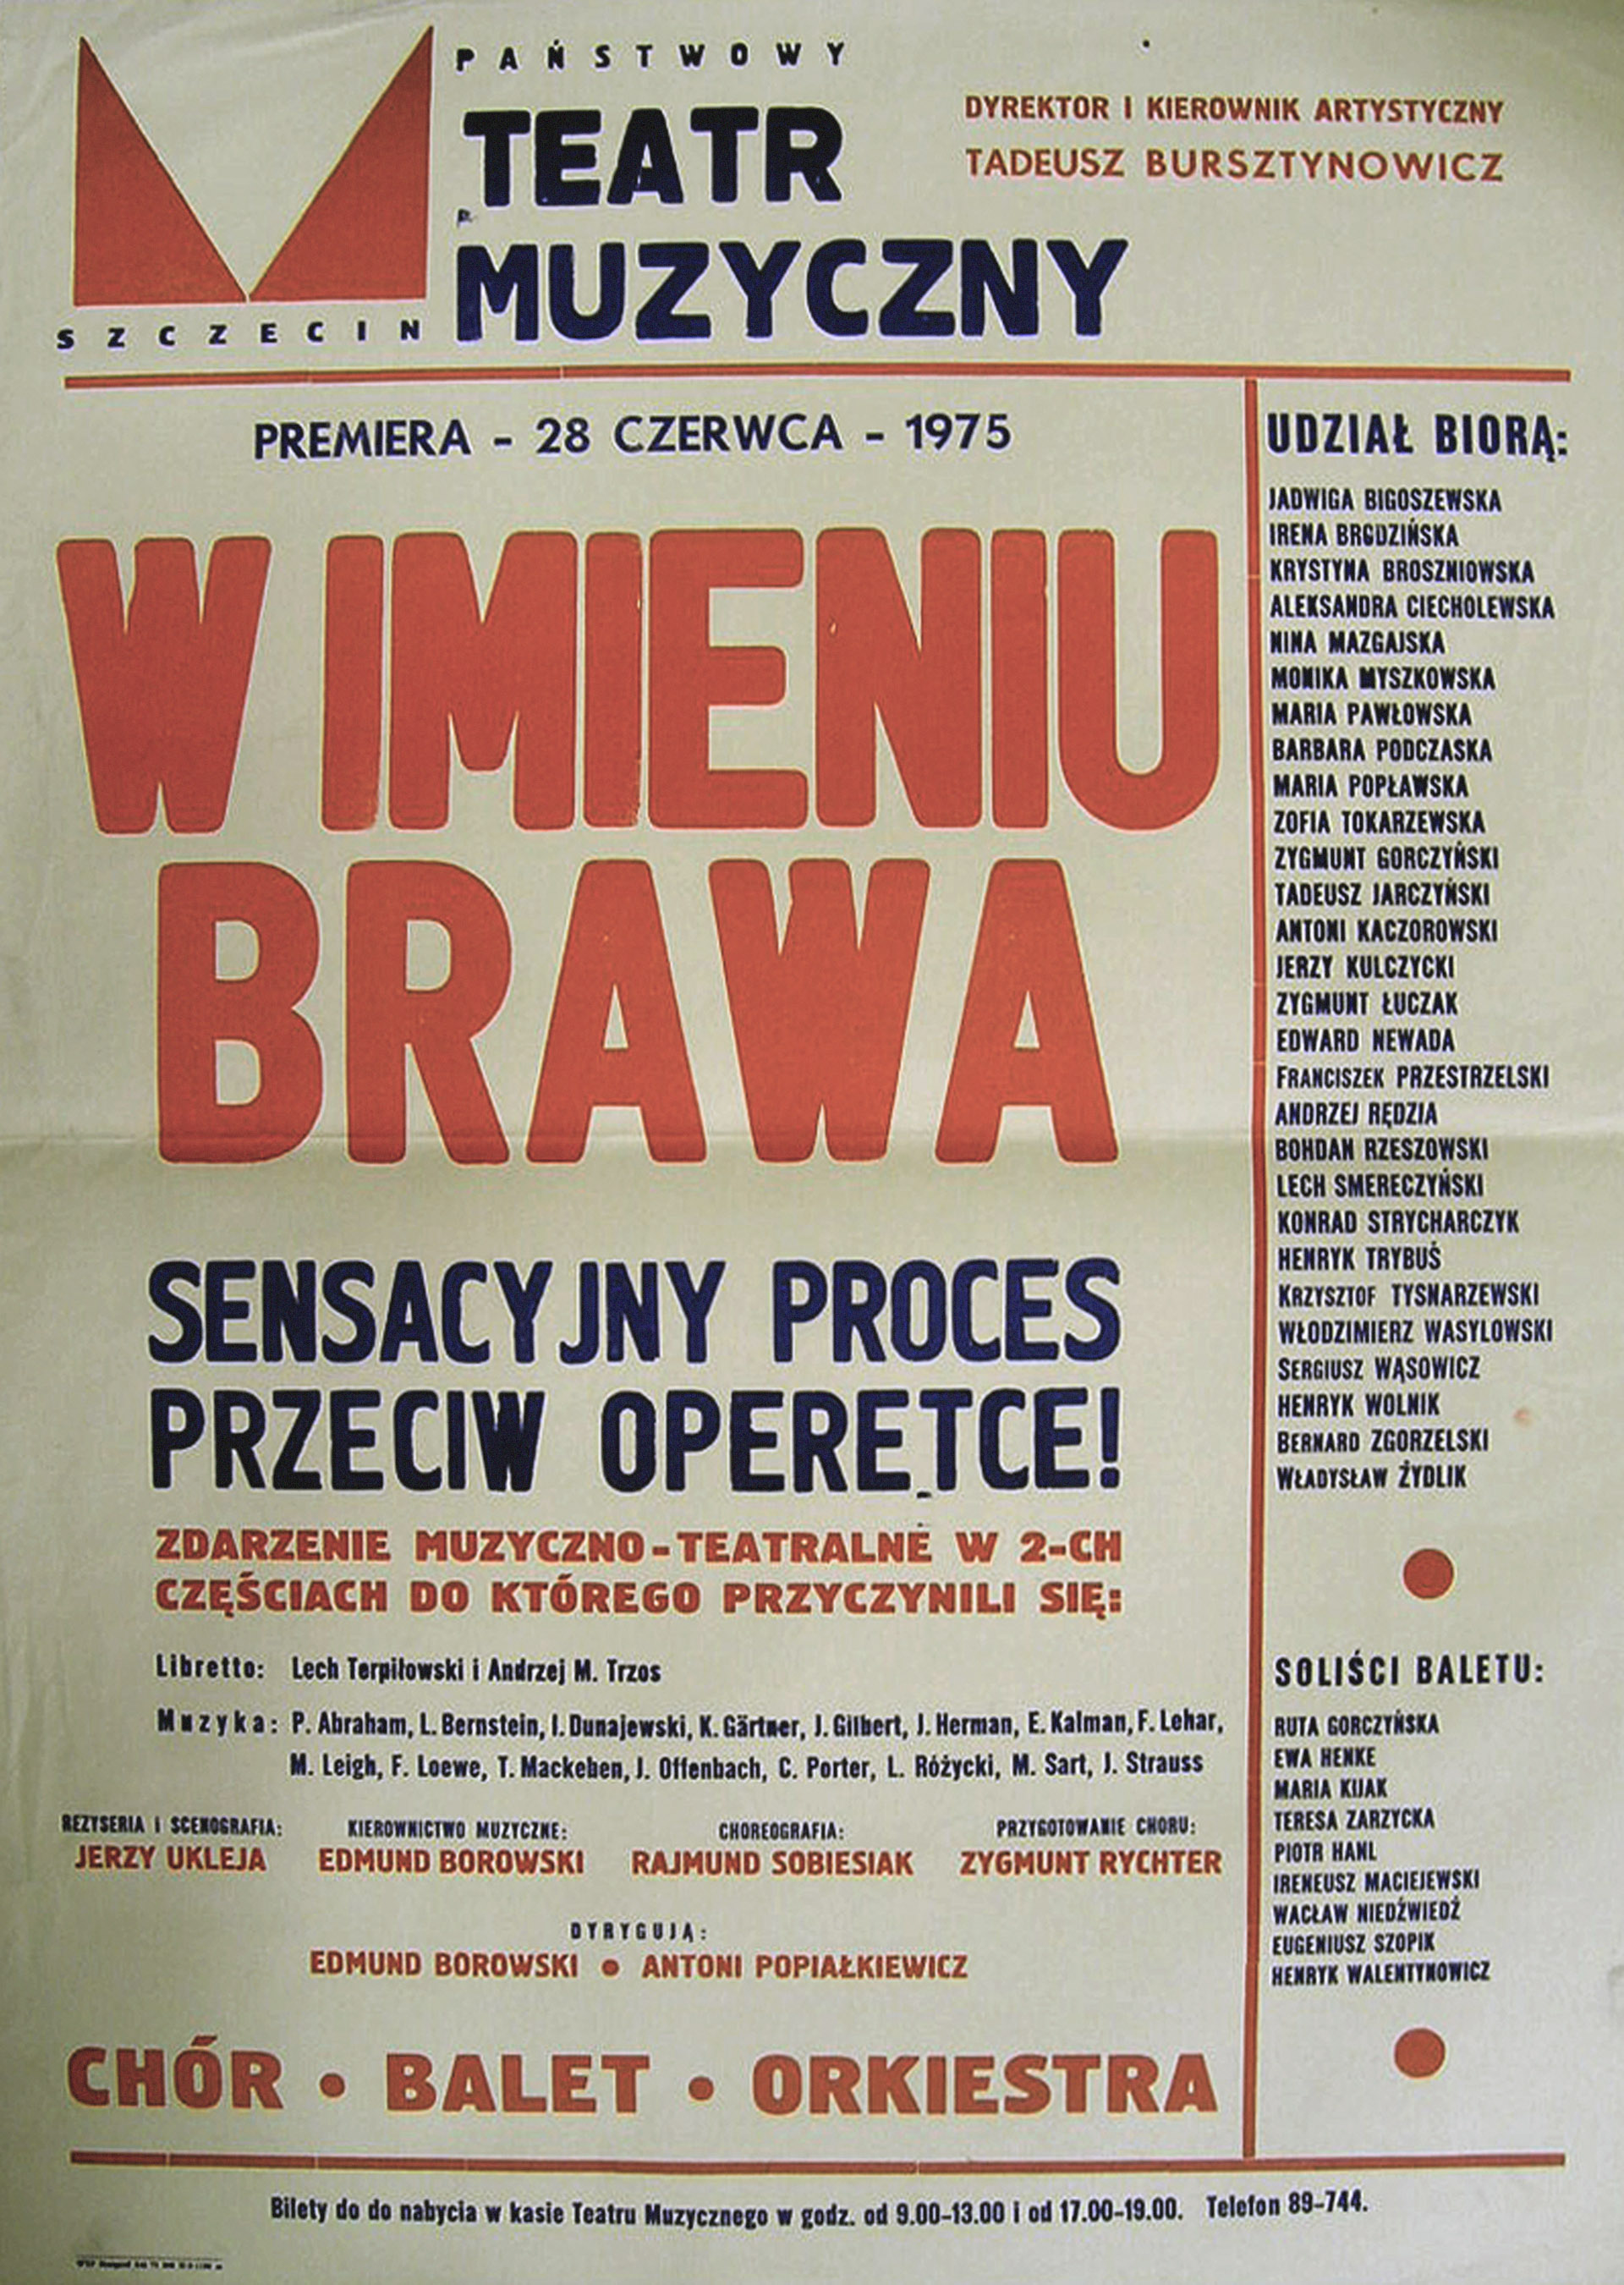 PAŃSTWOWY
TEATR
MUZYCZNY
SZCZECIN
DYREKTOR I KIEROWNIK ARTYSTYCZNY
TADEUSZ BURSZTYNOWICZ
PREMIERA - 28 CZERWCA - 1975
W IMIENIU
BRAWA
SENSACYJNY PROCES
PRZECIW OPERETCE!
ZDARZENIE MUZYCZNO-TEATRALNE W 2-CH
CZĘŚCIACH DO KTÓREGO PRZYCZYNILI SIĘ:
Libretto: Lech Terpiłowski i Andrzej M. Trzos
Muzyka: P. Abraham, L. Bernstein, I. Dunajewski, K. Gärtner, J. Gilbert, J. Herman, E. Kalman, F. Lehar,
M. Leigh, F. Loewe, T. Mackeben, J. Offenbach, C. Porter, L. Różycki, M. Sart, J. Strauss
REŻYSERIA I SCENOGRAFIA:
JERZY UKLEJA
KIEROWNICTWO MUZYCZNE:
EDMUND BOROWSKI
CHOREOGRAFIA:
RAJMUND SOBIESIAK
PRZYGOTOWANIE CHORU:
ZYGMUNT RYCHTER
DYRYGUJĄ:
EDMUND BOROWSKI • ANTONI POPIAŁKIEWICZ
CHÓR • BALET • ORKIESTRA
UDZIAŁ BIORĄ:
JADWIGA BIGOSZEWSKA
IRENA BRODZIŃSKA
KRYSTYNA BROSZNIOWSKA
ALEKSANDRA CIECHOLEWSKA
NINA MAZGAJSKA
MONIKA MYSZKOWSKA
MARIA PAWŁOWSKA
BARBARA PODCZASKA
MARIA POPŁAWSKA
ZOFIA TOKARZEWSKA
ZYGMUNT GORCZYŃSKI
TADEUSZ JARCZYŃSKI
ANTONI KACZOROWSKI
JERZY KULCZYCKI
ZYGMUNT ŁUCZAK
EDWARD NEWADA
FRANCISZEK PRZESTRZELSKI
ANDRZEJ RĘDZIA
BOHDAN RZESZOWSKI
LECH SMERECZYŃSKI
KONRAD STRYCHARCZYK
HENRYK TRYBUŚ
KRZYSZTOF TYSNARZEWSKI
WŁODZIMIERZ WASYLOWSKI
SERGIUSZ WĄSOWICZ
HENRYK WOLNIK
BERNARD ZGORZELSKI
WŁADYSŁAW ŻYDLIK
SOLIŚCI BALETU:
RUTA GORCZYŃSKA
EWA HENKE
MARIA KIJAK
TERESA ZARZYCKA
PIOTR HANL
IRENEUSZ MACIEJEWSKI
WACŁAW NIEDŹWIEDŹ
EUGENIUSZ SZOPIK
HENRYK WALENTYNOWICZ
Bilety do do nabycia w kasie Teatru Muzycznego w godz. od 9.00-13.00 i od 17.00-19.00. Telefon 89-744.